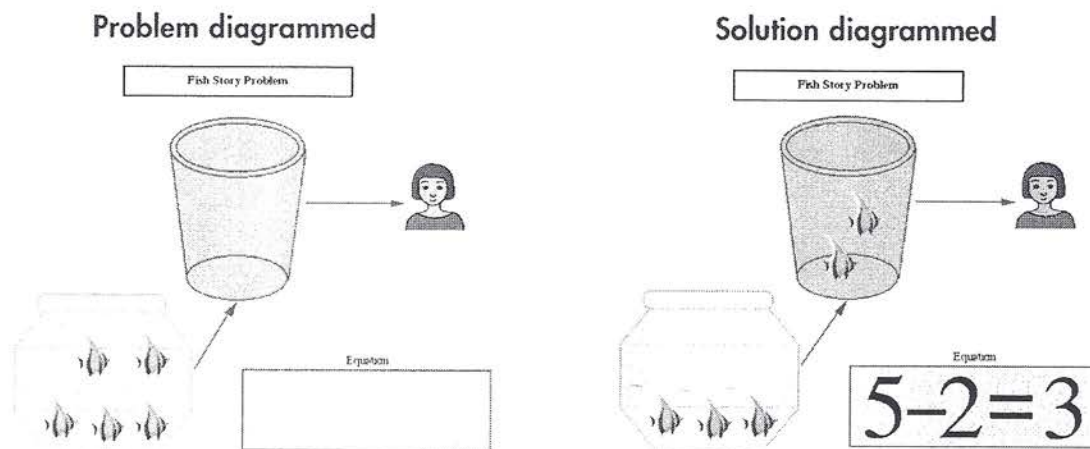 Problem diagrammed
Fish Story Problem
Equation
Solution diagrammed
Fish Story Problem
Equation
5-2=3